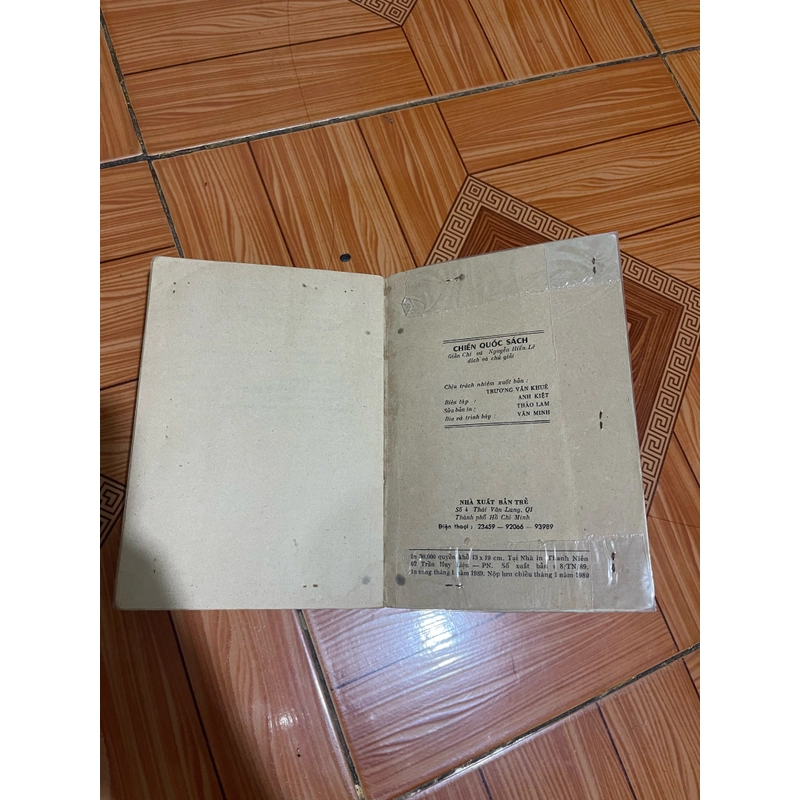 CHIẾN QUỐC SÁCH
Giản Chi và Nguyễn Hiến Lê
dịch và chú giải
Chịu trách nhiệm xuất bản :
TRƯƠNG VĂN KHUÊ
Biên tập : ANH KIỆT
Sửa bản in : THẢO LAM
Bìa và trình bày : VĂN MINH
NHÀ XUẤT BẢN TRẺ
Số 4 Thái Văn Lung, Q1
Thành phố Hồ Chí Minh
Điện thoại : 23459 — 92066 — 93989
In 30.000 quyển khổ 13 x 19 cm. Tại Nhà in Thanh Niên
62 Trần Huy Liệu — PN. Số xuất bản : 8/TN/89.
In xong tháng 1 năm 1989. Nộp lưu chiểu tháng 1 năm 1989